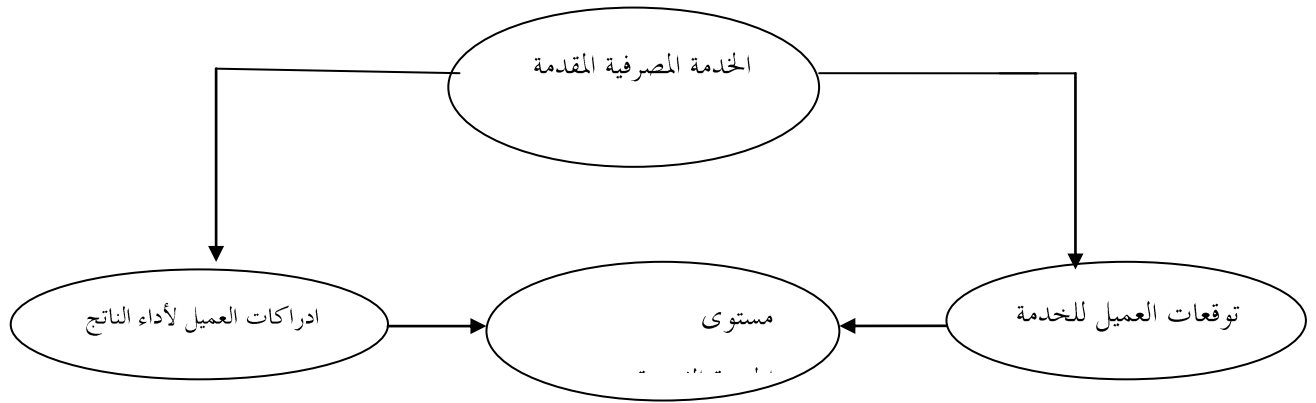 الخدمة المصرفية المقدمة
توقعات العميل للخدمة
مستوى
ادراكات العميل لأداء الناتج